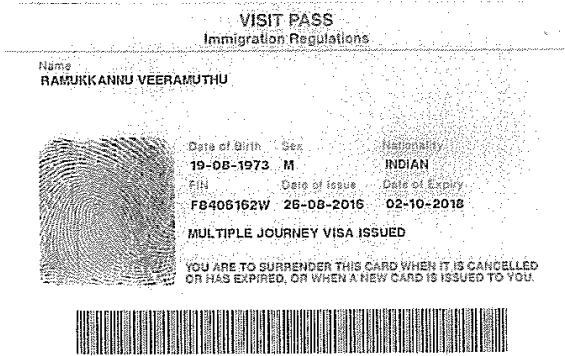 VISIT PASS
Immigration Regulations
Name
RAMUKKANNU VEERAMUTHU
Date of Birth Sex Nationality
19-08-1973 M INDIAN
FIN Date of Issue Date of Expiry
F8406162W 26-08-2016 02-10-2018
MULTIPLE JOURNEY VISA ISSUED
YOU ARE TO SURRENDER THIS CARD WHEN IT IS CANCELLED
OR HAS EXPIRED, OR WHEN A NEW CARD IS ISSUED TO YOU.